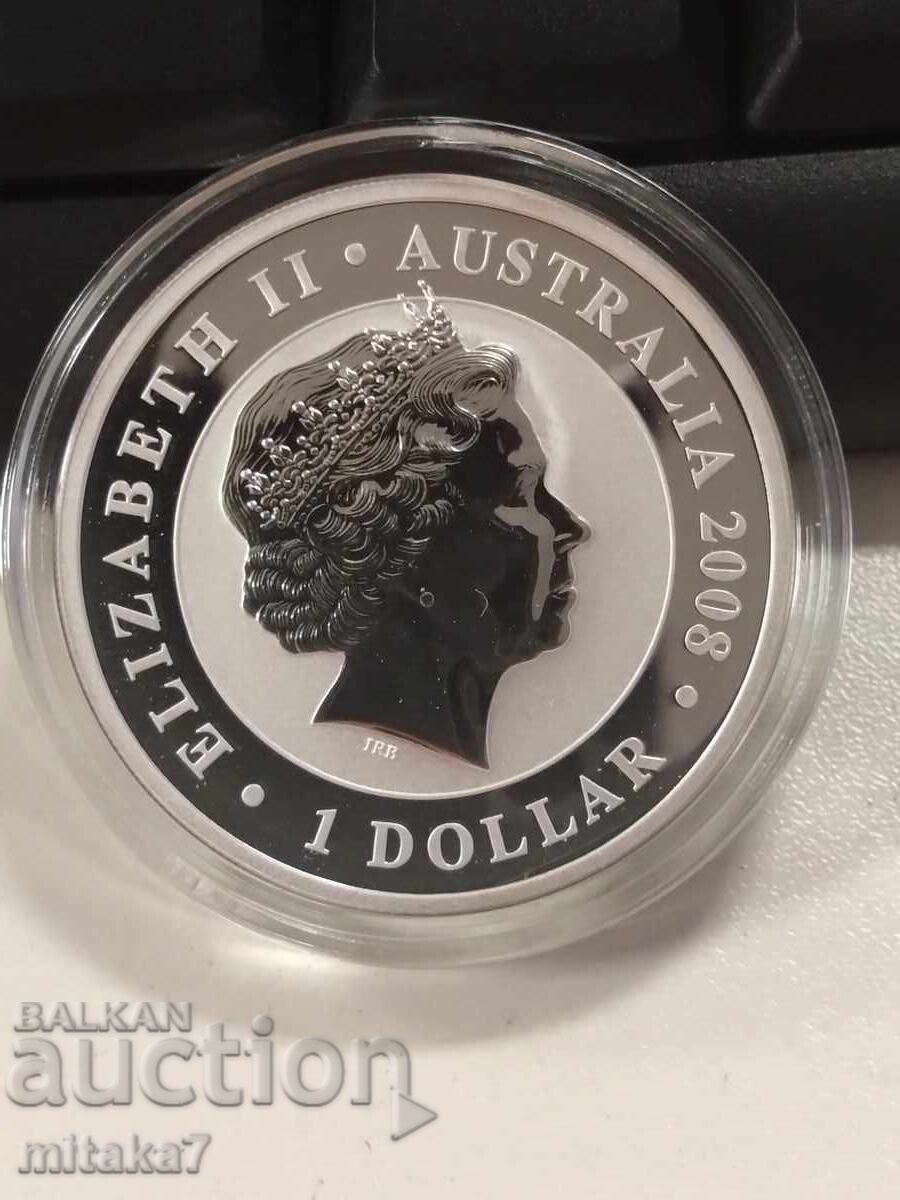 ELIZABETH II • AUSTRALIA 2008 •
1 DOLLAR •
IRB
BALKAN
auction
mitaka7